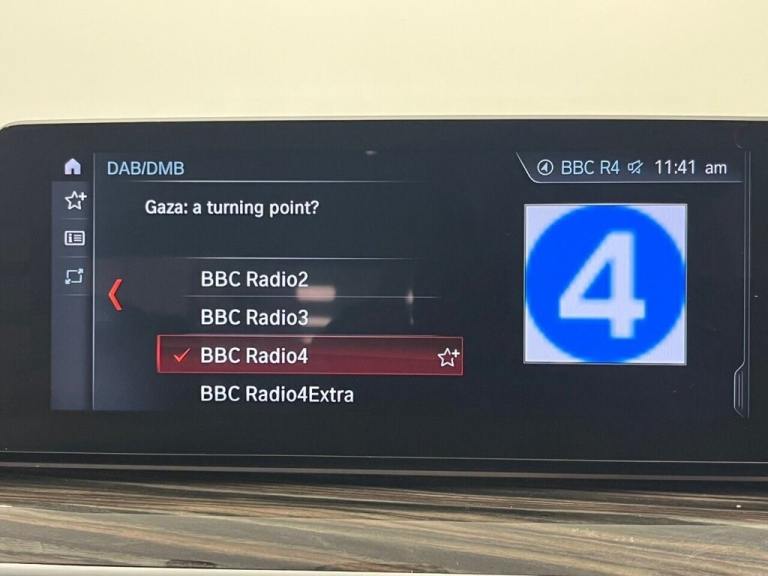 DAB/DMB
BBC R4 11:41 am
Gaza: a turning point?
BBC Radio2
BBC Radio3
BBC Radio4
BBC Radio4Extra
4